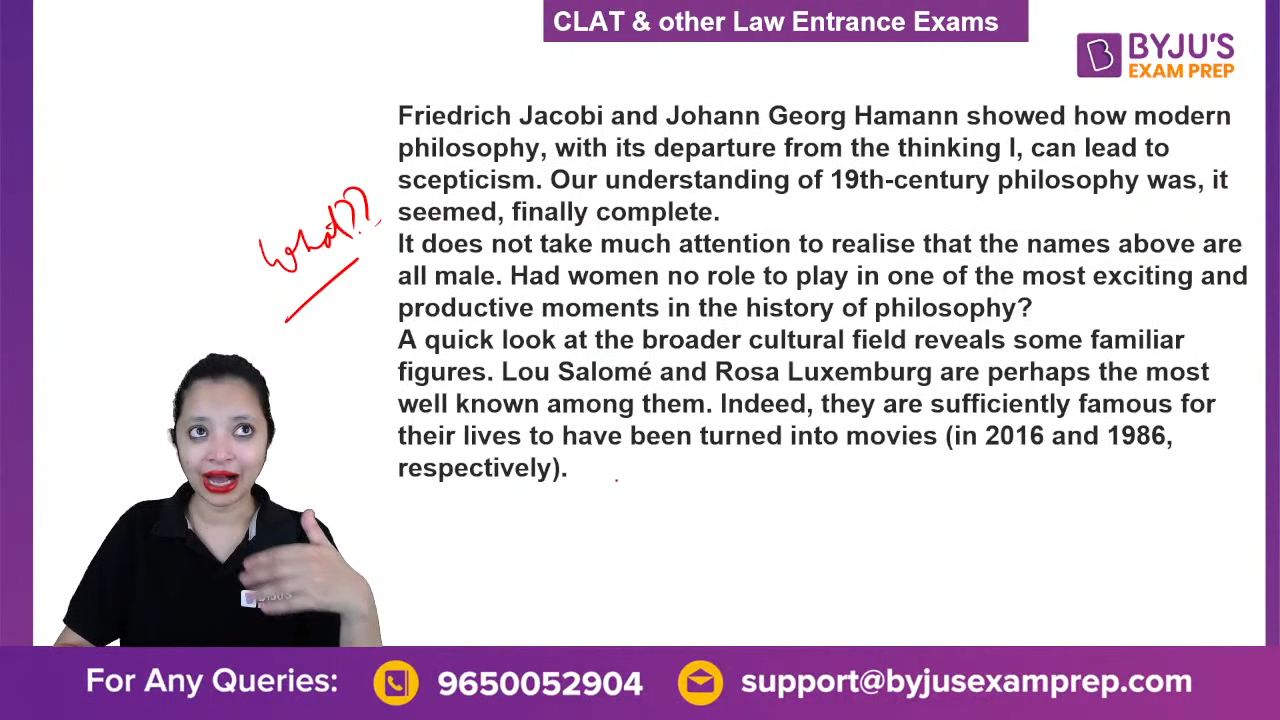 CLAT & other Law Entrance Exams
BYJU'S
EXAM PREP
Friedrich Jacobi and Johann Georg Hamann showed how modern
philosophy, with its departure from the thinking I, can lead to
scepticism. Our understanding of 19th-century philosophy was, it
seemed, finally complete.
It does not take much attention to realise that the names above are
all male. Had women no role to play in one of the most exciting and
productive moments in the history of philosophy?
A quick look at the broader cultural field reveals some familiar
figures. Lou Salomé and Rosa Luxemburg are perhaps the most
well known among them. Indeed, they are sufficiently famous for
their lives to have been turned into movies (in 2016 and 1986,
respectively).
What??
For Any Queries:
9650052904
support@byjusexamprep.com